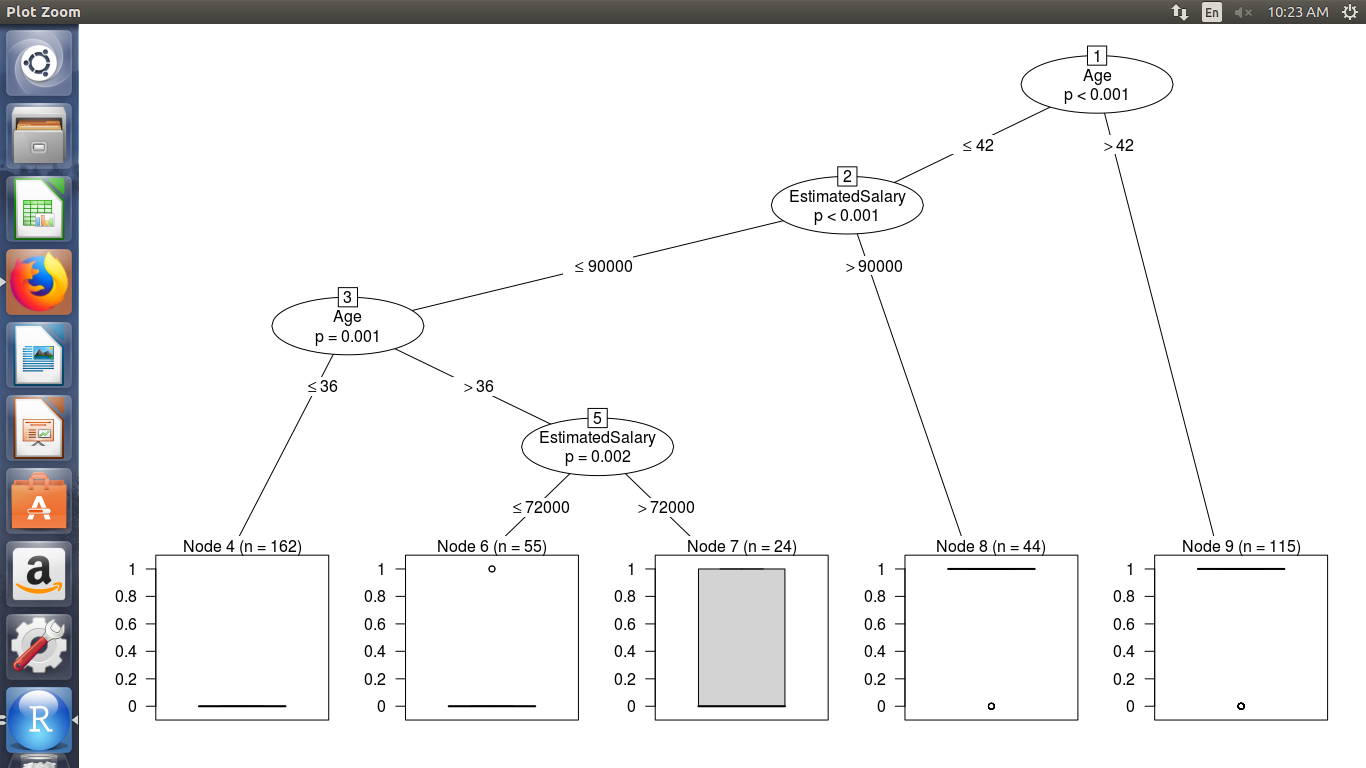 Plot Zoom
En
10:23 AM
1
Age
p < 0.001
≤ 42
> 42
2
EstimatedSalary
p < 0.001
≤ 90000
> 90000
3
Age
p = 0.001
≤ 36
> 36
5
EstimatedSalary
p = 0.002
≤ 72000
> 72000
Node 4 (n = 162)
1
0.8
0.6
0.4
0.2
0
Node 6 (n = 55)
1
0.8
0.6
0.4
0.2
0
Node 7 (n = 24)
1
0.8
0.6
0.4
0.2
0
Node 8 (n = 44)
1
0.8
0.6
0.4
0.2
0
Node 9 (n = 115)
1
0.8
0.6
0.4
0.2
0
A
a
R